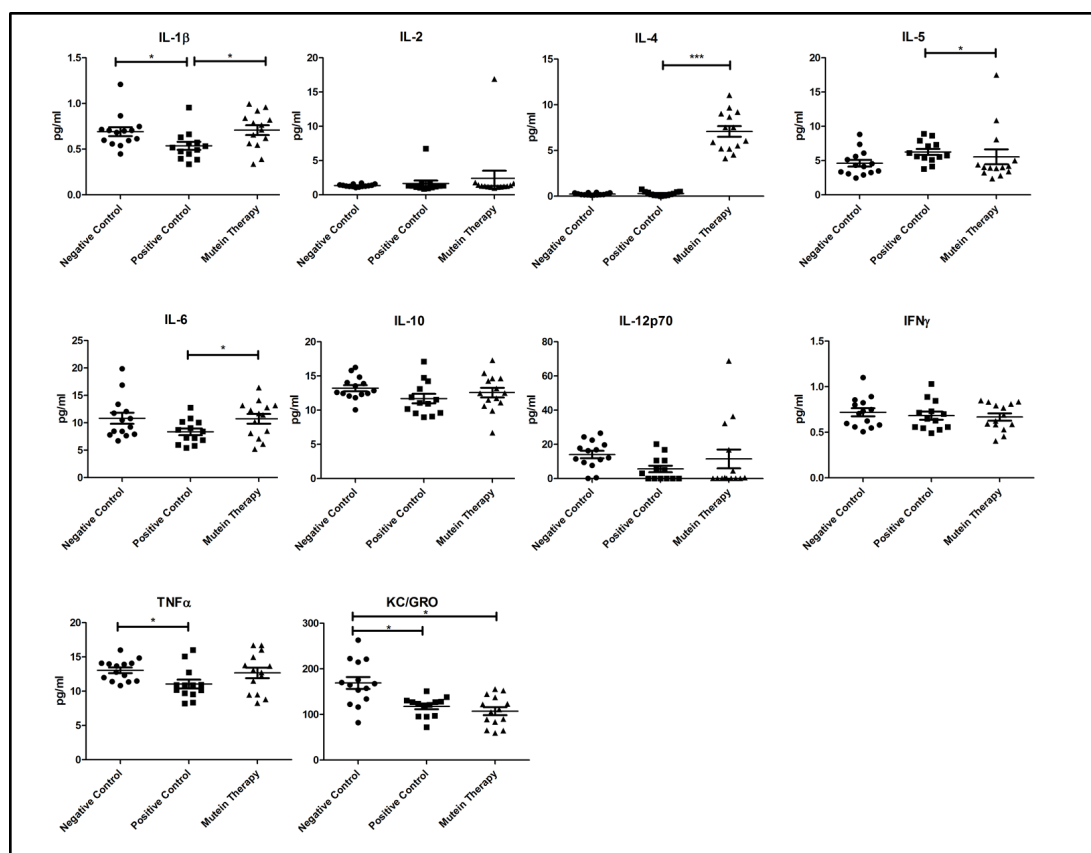 IL-1β
IL-2
IL-4
IL-5
*
*
***
*
pg/ml
1.5
1.0
0.5
0.0
pg/ml
20
15
10
5
0
pg/ml
15
10
5
0
pg/ml
20
15
10
5
0
Negative Control
Positive Control
Mutein Therapy
Negative Control
Positive Control
Mutein Therapy
Negative Control
Positive Control
Mutein Therapy
Negative Control
Positive Control
Mutein Therapy
IL-6
IL-10
IL-12p70
IFNγ
*
pg/ml
25
20
15
10
5
0
pg/ml
20
15
10
5
0
pg/ml
80
60
40
20
0
pg/ml
1.5
1.0
0.5
0.0
Negative Control
Positive Control
Mutein Therapy
Negative Control
Positive Control
Mutein Therapy
Negative Control
Positive Control
Mutein Therapy
Negative Control
Positive Control
Mutein Therapy
TNFα
KC/GRO
*
*
*
pg/ml
20
15
10
5
0
pg/ml
300
200
100
0
Negative Control
Positive Control
Mutein Therapy
Negative Control
Positive Control
Mutein Therapy